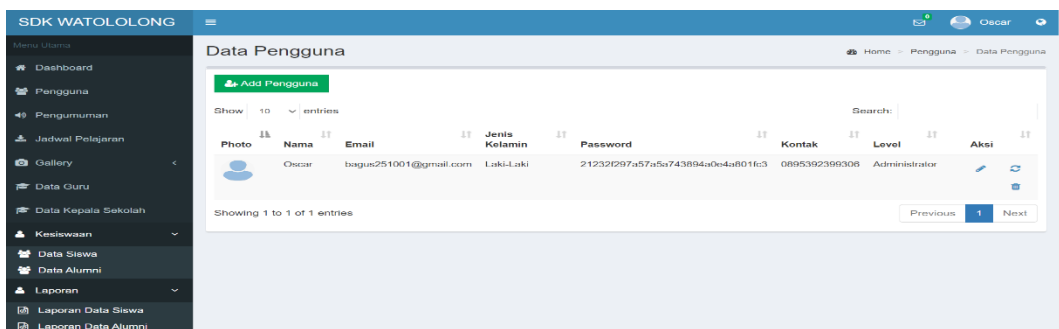 SDK WATOLOLONG
0
Oscar
Menu Utama
Dashboard
Pengguna
Pengumuman
Jadwal Pelajaran
Gallery
Data Guru
Data Kepala Sekolah
Kesiswaan
Data Siswa
Data Alumni
Laporan
Laporan Data Siswa
Laporan Data Alumni
Data Pengguna
Home > Pengguna > Data Pengguna
Add Pengguna
Show 10 entries
Search:
Photo Nama Email Jenis Kelamin Password Kontak Level Aksi
Oscar bagus251001@gmail.com Laki-Laki 21232f297a57a5a743894a0e4a801fc3 0895392399306 Administrator
Showing 1 to 1 of 1 entries
Previous 1 Next